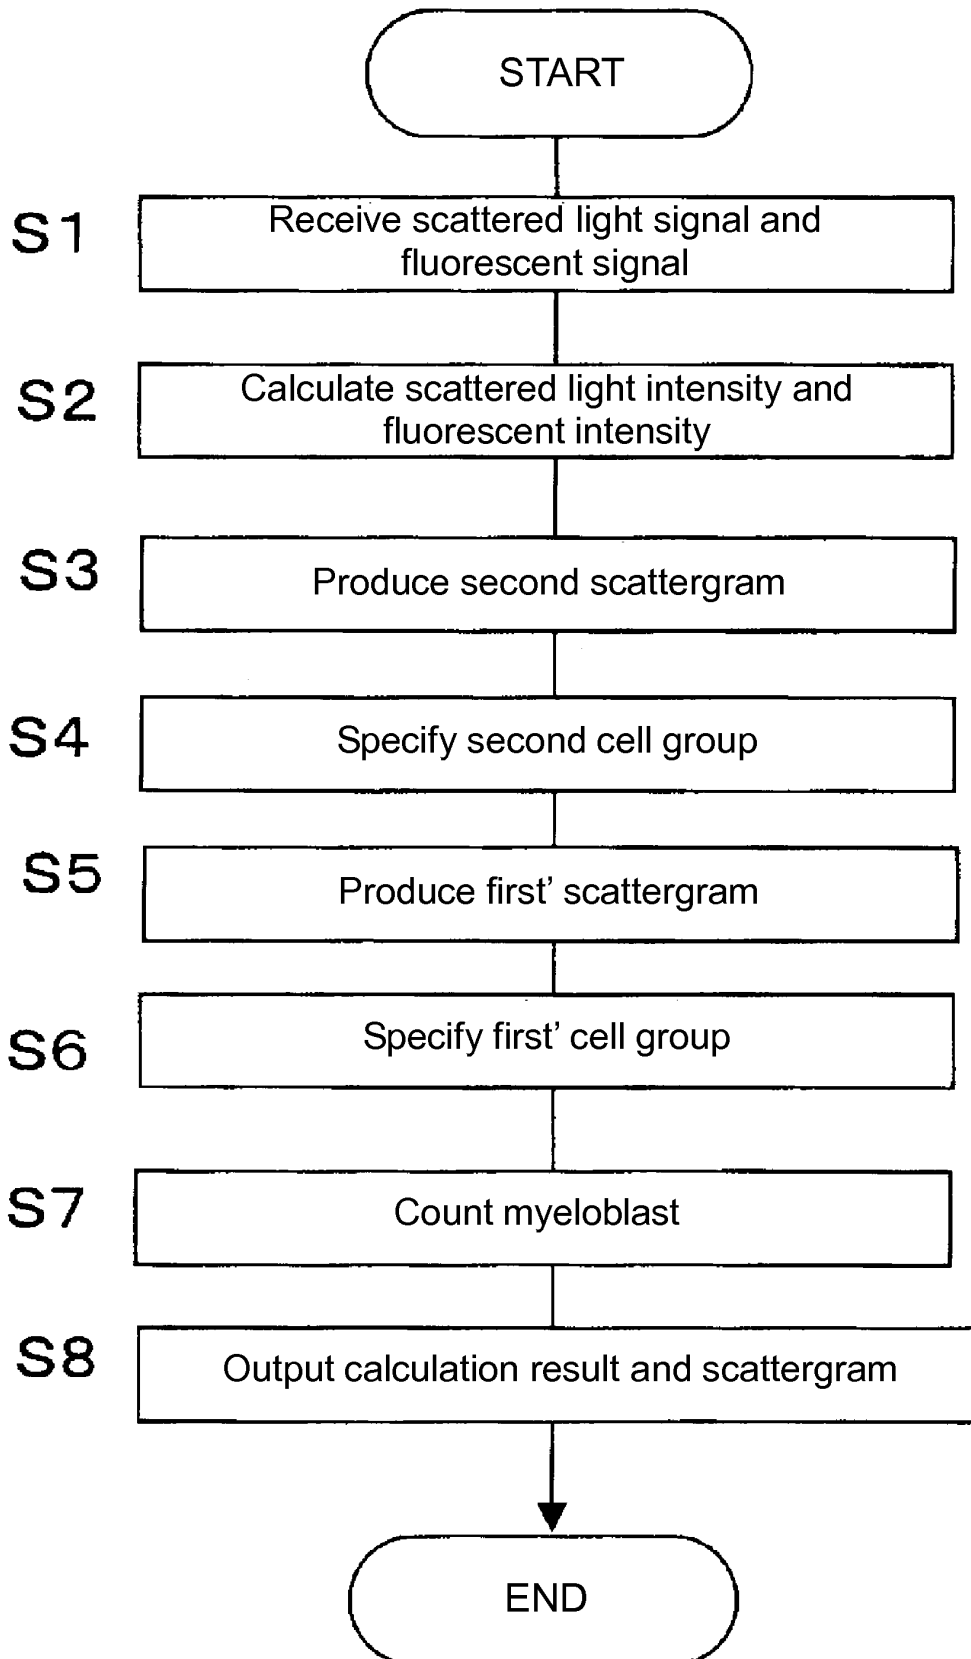 START
S1
Receive scattered light signal and
fluorescent signal
S2
Calculate scattered light intensity and
fluorescent intensity
S3
Produce second scattergram
S4
Specify second cell group
S5
Produce first’ scattergram
S6
Specify first’ cell group
S7
Count myeloblast
S8
Output calculation result and scattergram
END